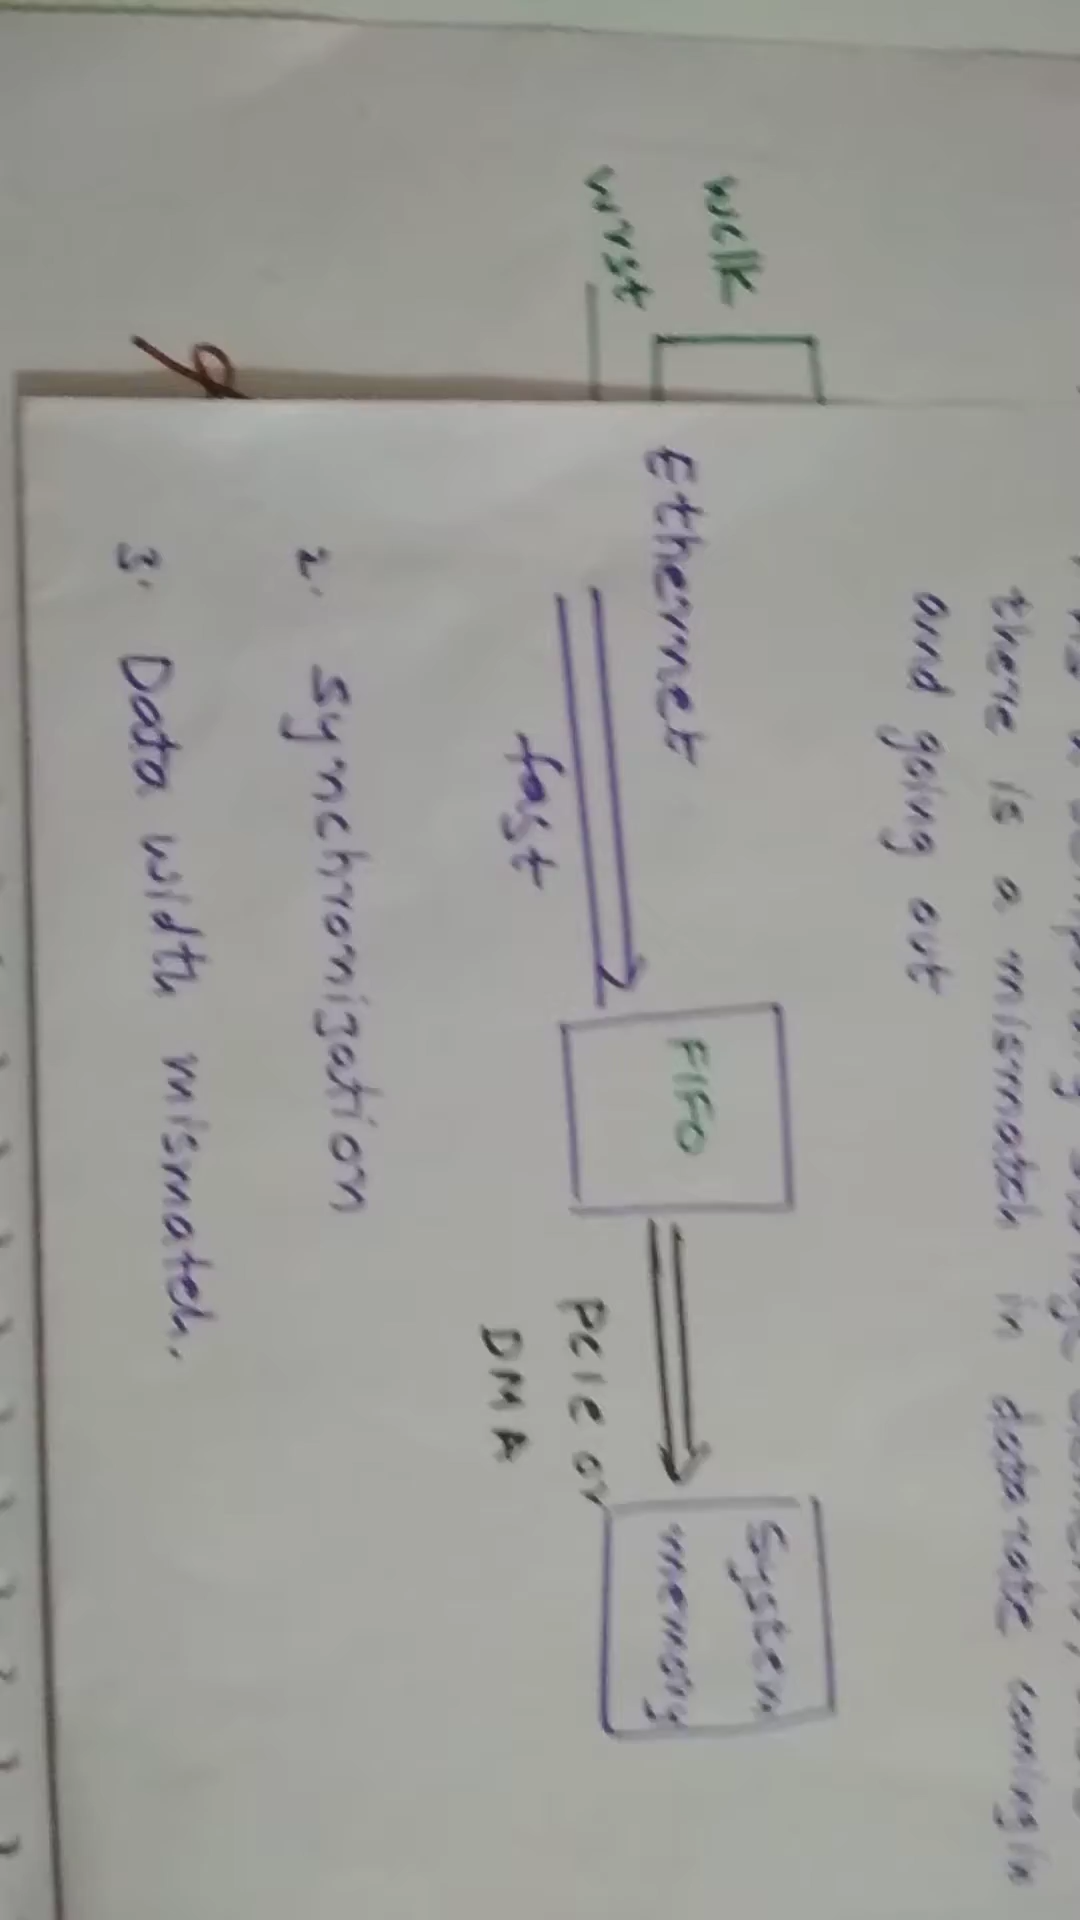 there is a mismatch in data rate coming in
and going out
Ethernet
fast
FIFO
PCIe or
DMA
System
memory
2. Synchronization
3. Data width mismatch.
wclk
wrst